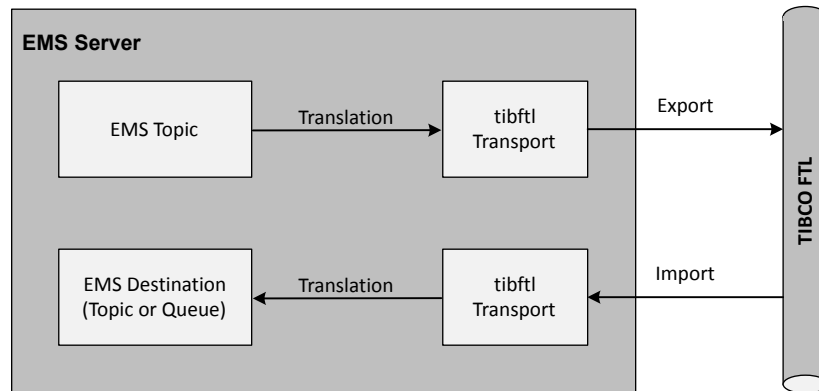 EMS Server
EMS Topic
Translation
tibftl
Transport
Export
TIBCO FTL
EMS Destination
(Topic or Queue)
Translation
tibftl
Transport
Import